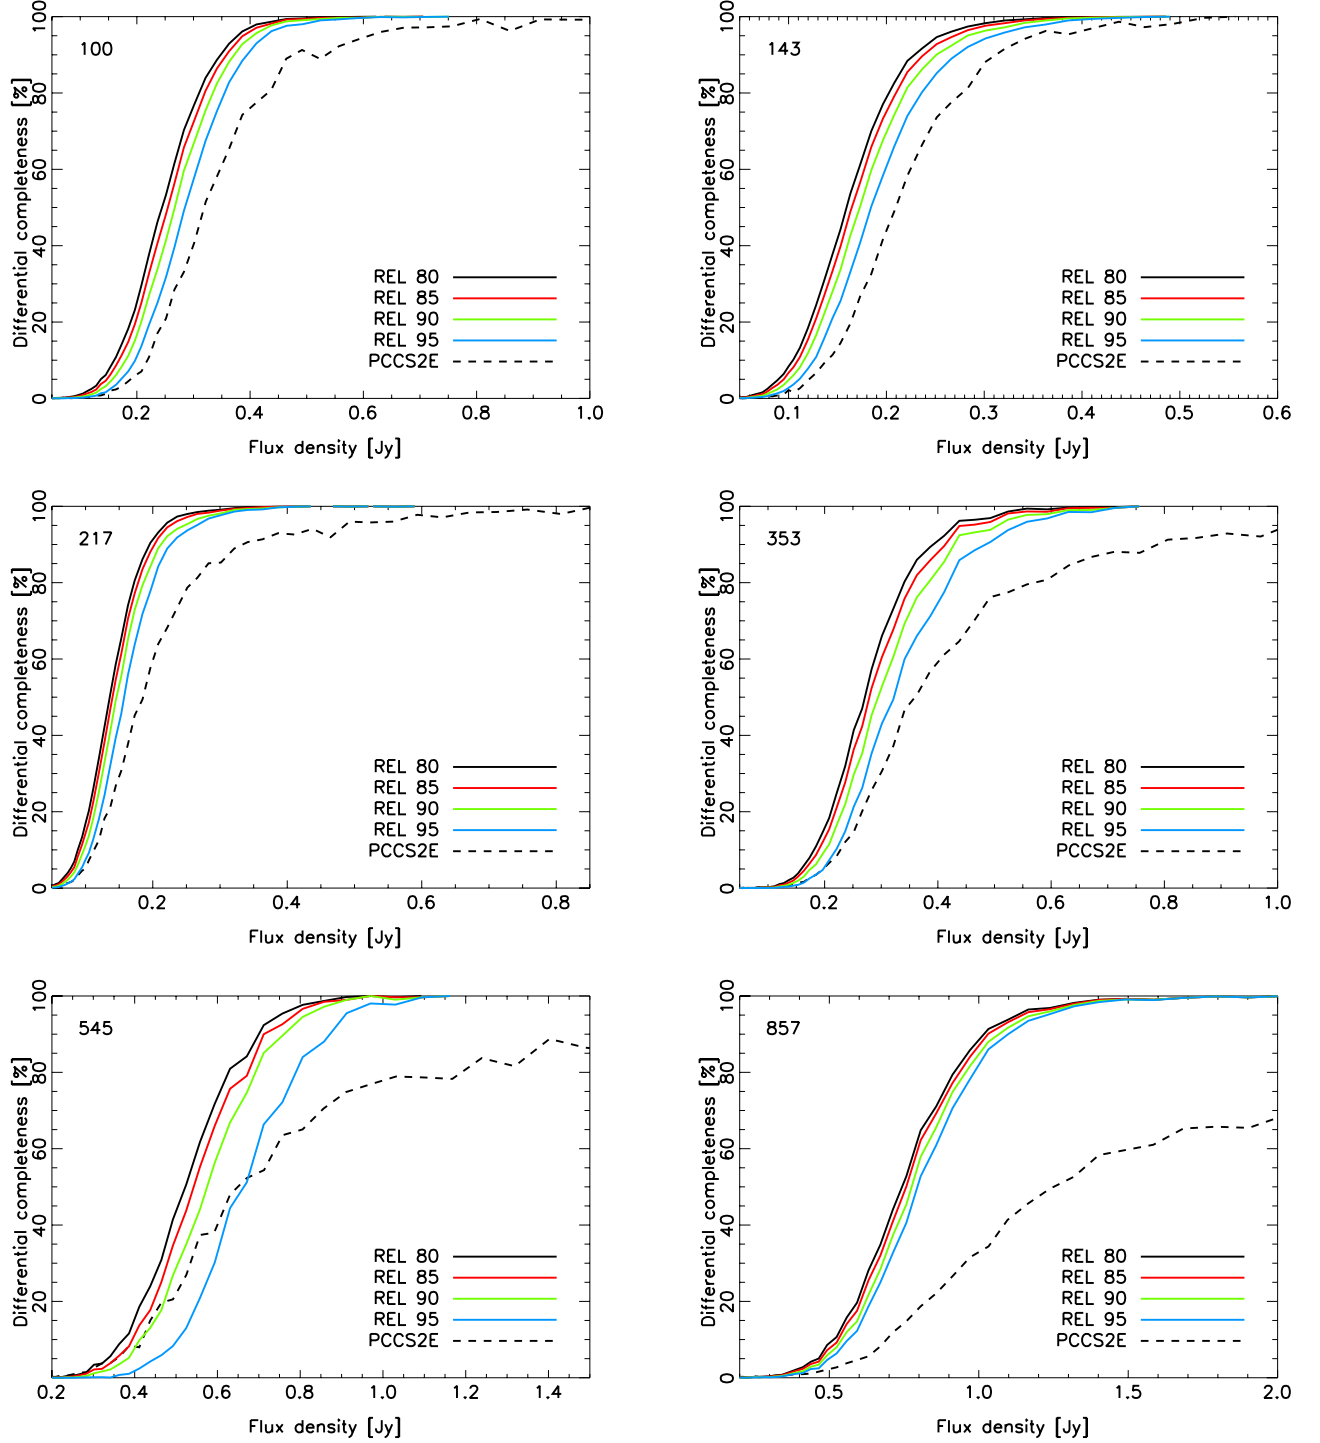 100
Differential completeness [%]
0
20
40
60
80
100
REL 80
REL 85
REL 90
REL 95
PCCS2E
0.2
0.4
0.6
0.8
1.0
Flux density [Jy]
143
Differential completeness [%]
0
20
40
60
80
100
REL 80
REL 85
REL 90
REL 95
PCCS2E
0.1
0.2
0.3
0.4
0.5
0.6
Flux density [Jy]
217
Differential completeness [%]
0
20
40
60
80
100
REL 80
REL 85
REL 90
REL 95
PCCS2E
0.2
0.4
0.6
0.8
Flux density [Jy]
353
Differential completeness [%]
0
20
40
60
80
100
REL 80
REL 85
REL 90
REL 95
PCCS2E
0.2
0.4
0.6
0.8
1.0
Flux density [Jy]
545
Differential completeness [%]
0
20
40
60
80
100
REL 80
REL 85
REL 90
REL 95
PCCS2E
0.2
0.4
0.6
0.8
1.0
1.2
1.4
Flux density [Jy]
857
Differential completeness [%]
0
20
40
60
80
100
REL 80
REL 85
REL 90
REL 95
PCCS2E
0.5
1.0
1.5
2.0
Flux density [Jy]